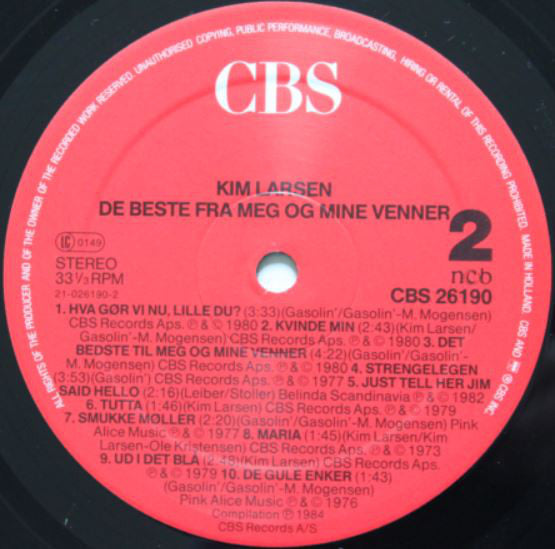 ALL RIGHTS OF THE PRODUCER AND OF THE OWNER OF THE RECORDED WORK RESERVED. UNAUTHORISED COPYING, PUBLIC PERFORMANCE, BROADCASTING, HIRING OR RENTAL OF THIS RECORDING PROHIBITED. MADE IN HOLLAND. CBS AND ® CBS INC.
CBS
KIM LARSEN
DE BESTE FRA MEG OG MINE VENNER
2
LC 0149
STEREO
ncb
33⅓ RPM
CBS 26190
21-026190-2
1. HVA GØR VI NU, LILLE DU? (3:33)(Gasolin'/Gasolin'-M. Mogensen)
CBS Records Aps. ℗ & © 1980 2. KVINDE MIN (2:43)(Kim Larsen/
Gasolin'-M. Mogensen) CBS Records Aps. ℗ & © 1980 3. DET
BEDSTE TIL MEG OG MINE VENNER (4:22)(Gasolin'/Gasolin'-
M. Mogensen) CBS Records Aps. ℗ & © 1980 4. STRENGELEGEN
(3:53)(Gasolin') CBS Records Aps. ℗ & © 1977 5. JUST TELL HER JIM
SAID HELLO (2:16)(Leiber/Stoller) Belinda Scandinavia ℗ & © 1982
6. TUTTA (1:46)(Kim Larsen) CBS Records Aps. ℗ & © 1979
7. SMUKKE MØLLER (2:20)(Gasolin'/Gasolin'-M. Mogensen) Pink
Alice Music ℗ & © 1977 8. MARIA (1:45)(Kim Larsen/Kim
Larsen-Ole Kristensen) CBS Records Aps. ℗ & © 1973
9. UD I DET BLÅ (2:48)(Kim Larsen) CBS Records Aps.
℗ & © 1979 10. DE GULE ENKER (1:43)
(Gasolin'/Gasolin'-M. Mogensen)
Pink Alice Music ℗ & © 1976
Compilation ℗ 1984
CBS Records A/S